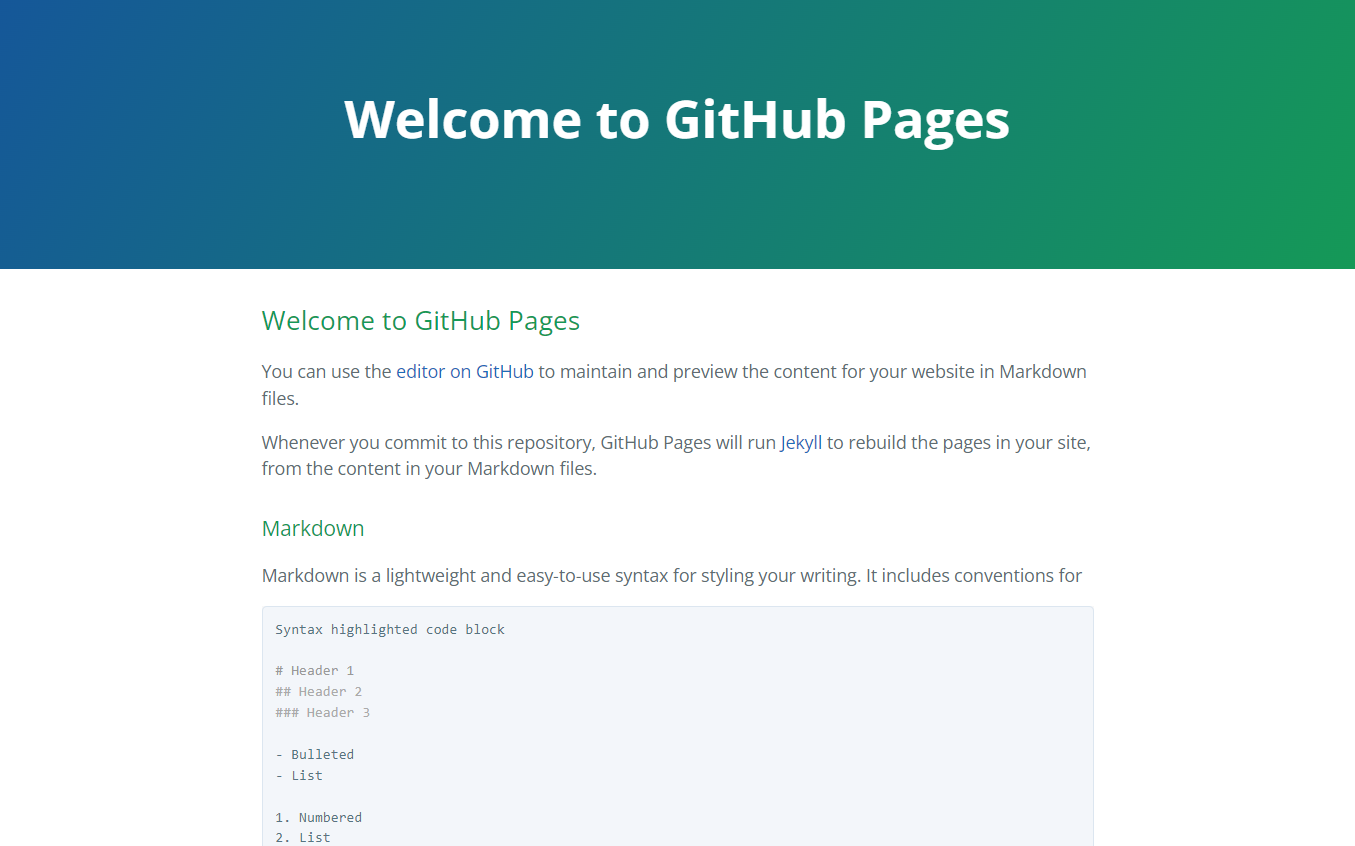 Welcome to GitHub Pages
Welcome to GitHub Pages
You can use the editor on GitHub to maintain and preview the content for your website in Markdown
files.
Whenever you commit to this repository, GitHub Pages will run Jekyll to rebuild the pages in your site,
from the content in your Markdown files.
Markdown
Markdown is a lightweight and easy-to-use syntax for styling your writing. It includes conventions for
Syntax highlighted code block
# Header 1
## Header 2
### Header 3
- Bulleted
- List
1. Numbered
2. List